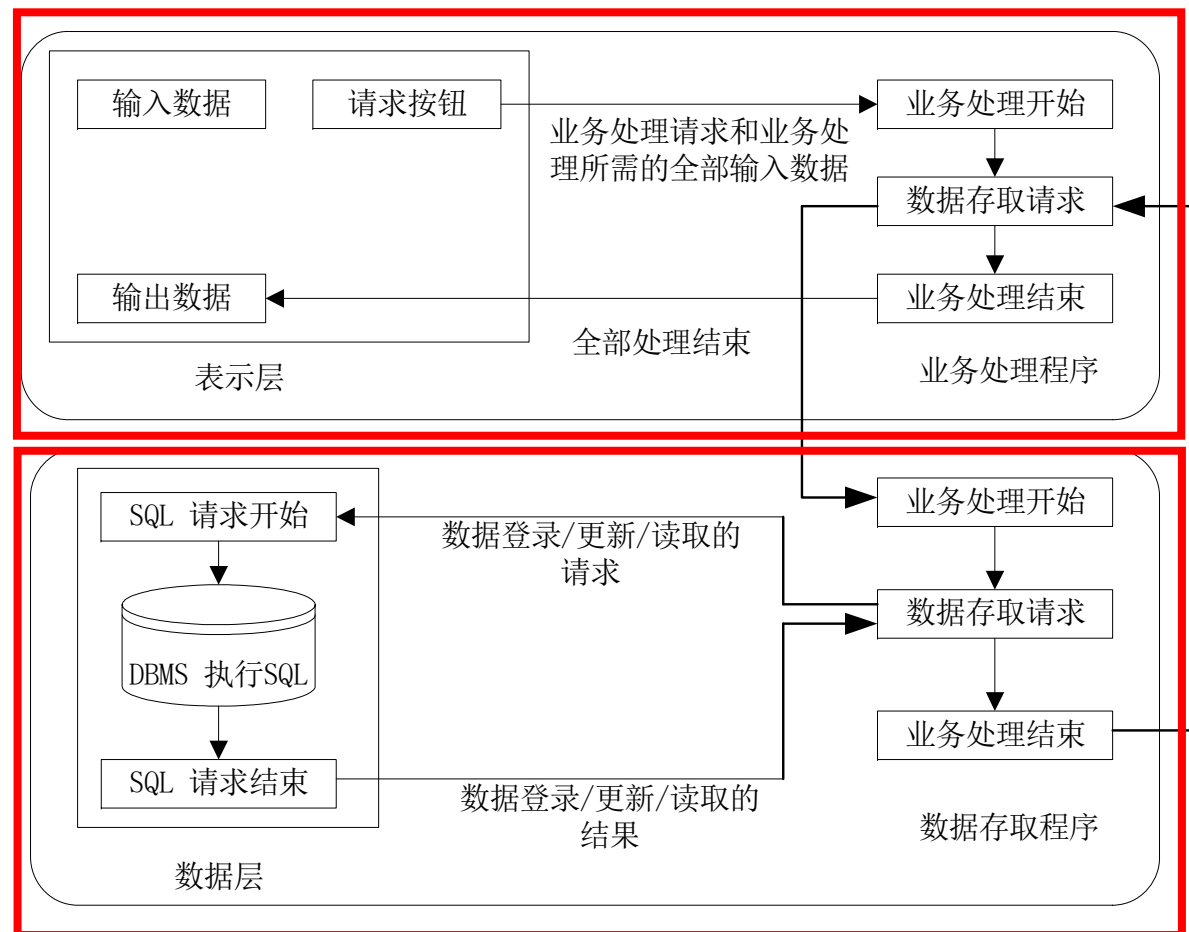 输入数据
请求按钮
业务处理开始
业务处理请求和业务处
理所需的全部输入数据
数据存取请求
输出数据
业务处理结束
全部处理结束
表示层
业务处理程序
SQL 请求开始
业务处理开始
数据登录/更新/读取的
请求
数据存取请求
DBMS 执行SQL
业务处理结束
SQL 请求结束
数据登录/更新/读取的
结果
数据存取程序
数据层